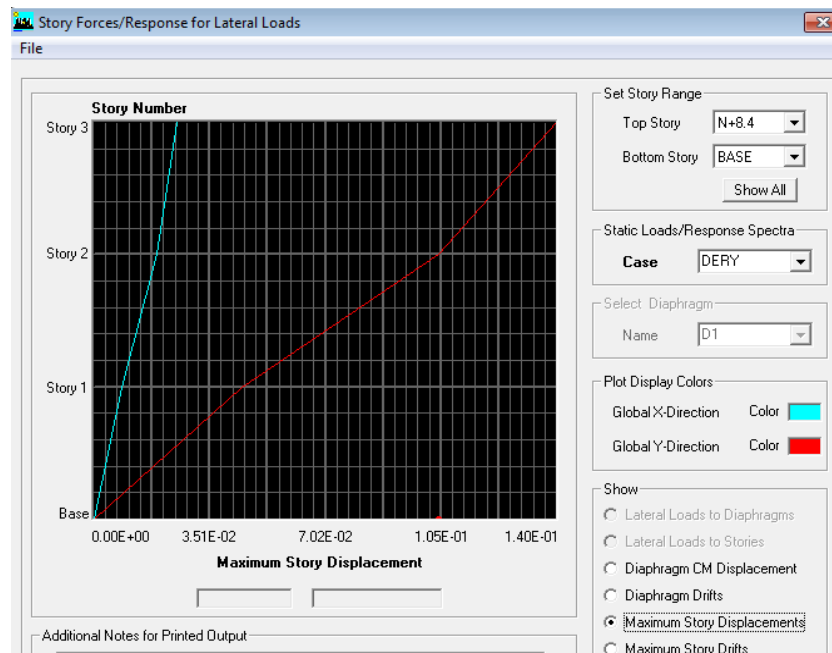 Story Forces/Response for Lateral Loads
File
Story Number
Story 3
Story 2
Story 1
Base
0.00E+00 3.51E-02 7.02E-02 1.05E-01 1.40E-01
Maximum Story Displacement
Additional Notes for Printed Output
Set Story Range
Top Story N+8.4
Bottom Story BASE
Show All
Static Loads/Response Spectra
Case DERY
Select Diaphragm
Name D1
Plot Display Colors
Global X-Direction Color
Global Y-Direction Color
Show
Lateral Loads to Diaphragms
Lateral Loads to Stories
Diaphragm CM Displacement
Diaphragm Drifts
Maximum Story Displacements
Maximum Story Drifts